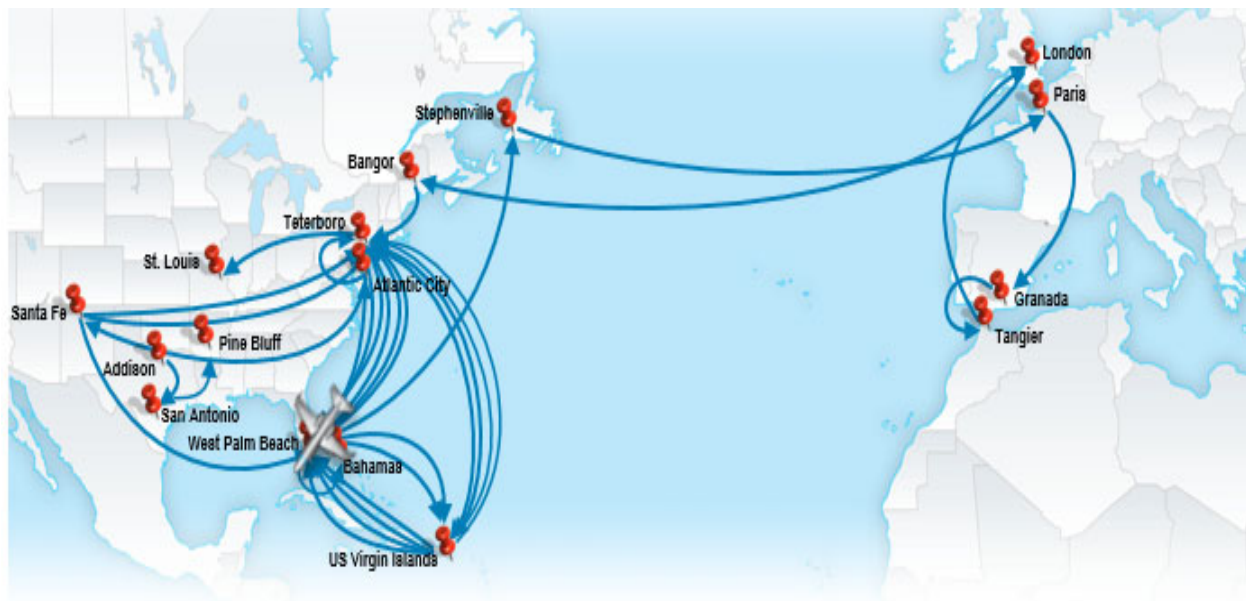 London
Paris
Stephenville
Bangor
Teterboro
St. Louis
Atlantic City
Santa Fe
Granada
Pine Bluff
Tangier
Addison
San Antonio
West Palm Beach
Bahamas
US Virgin Islands